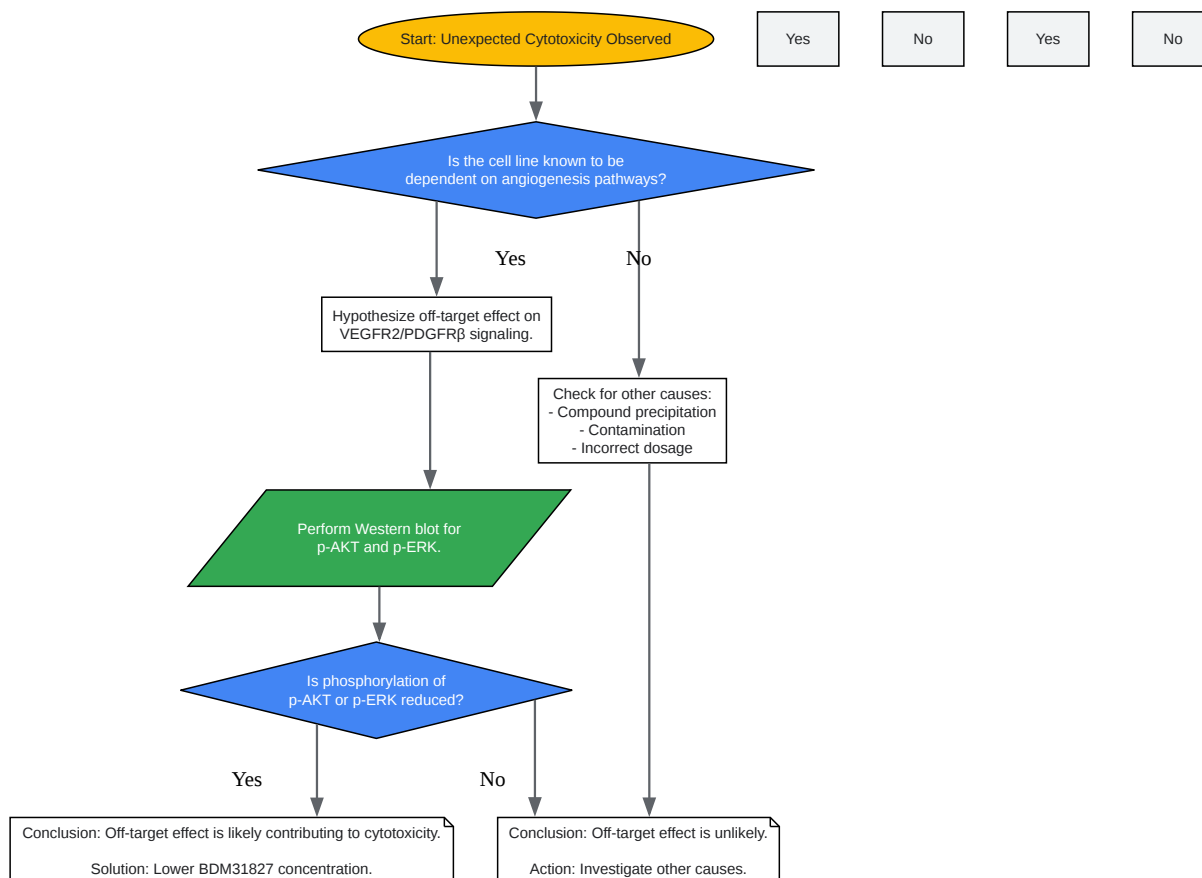 Start: Unexpected Cytotoxicity Observed
Yes
No
Yes
No
Is the cell line known to be
dependent on angiogenesis pathways?
Yes
No
Hypothesize off-target effect on
VEGFR2/PDGFRβ signaling.
Check for other causes:
- Compound precipitation
- Contamination
- Incorrect dosage
Perform Western blot for
p-AKT and p-ERK.
Is phosphorylation of
p-AKT or p-ERK reduced?
Yes
No
Conclusion: Off-target effect is likely contributing to cytotoxicity.
Solution: Lower BDM31827 concentration.
Conclusion: Off-target effect is unlikely.
Action: Investigate other causes.